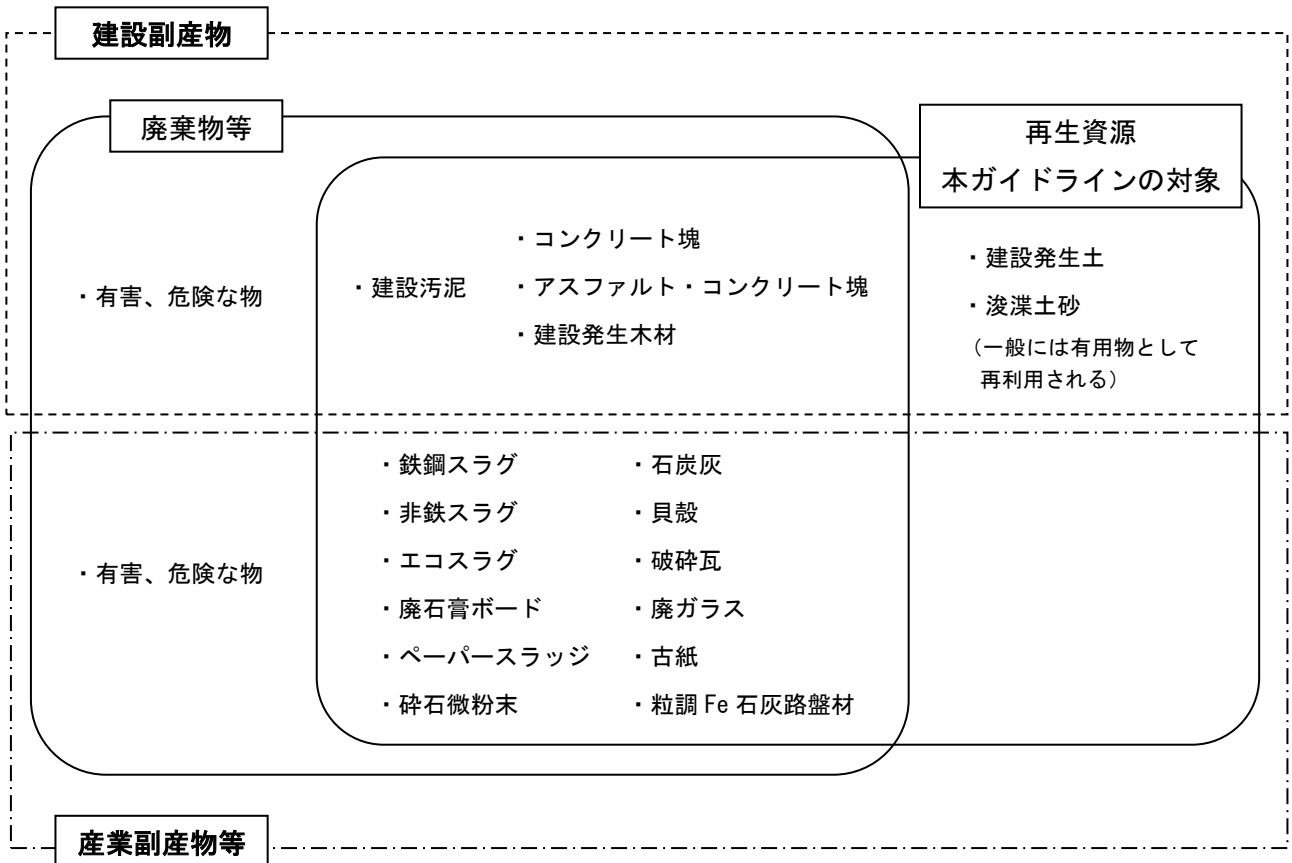 建設副産物
廃棄物等
再生資源
本ガイドラインの対象
・有害、危険な物
・建設汚泥
・コンクリート塊
・アスファルト・コンクリート塊
・建設発生木材
・建設発生土
・浚渫土砂
（一般には有用物として
再利用される）
・有害、危険な物
・鉄鋼スラグ
・非鉄スラグ
・エコスラグ
・廃石膏ボード
・ペーパースラッジ
・砕石微粉末
・石炭灰
・貝殻
・破砕瓦
・廃ガラス
・古紙
・粒調 Fe 石灰路盤材
産業副産物等